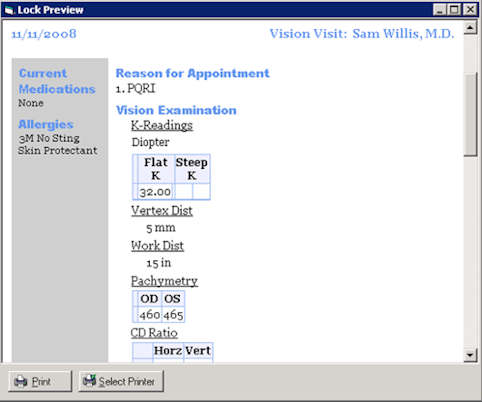 Lock Preview
11/11/2008 Vision Visit: Sam Willis, M.D.
Current
Medications
None
Allergies
3M No Sting
Skin Protectant
Reason for Appointment
1. PQRI
Vision Examination
K-Readings
Diopter
Flat K Steep K
32.00
Vertex Dist
5 mm
Work Dist
15 in
Pachymetry
OD OS
460 465
CD Ratio
Horz Vert
Print Select Printer